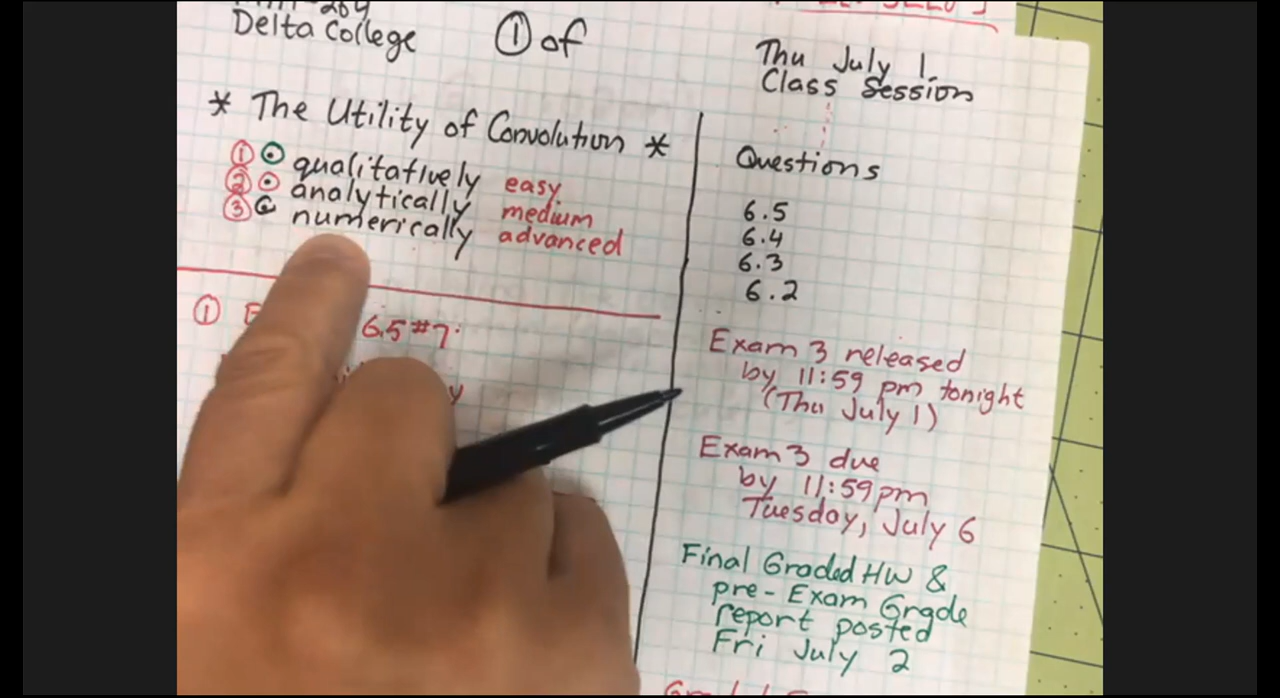 Delta College
① of
* The Utility of Convolution *
① qualitatively easy
② analytically medium
③ numerically advanced
① 6.5 #7:
Thu July 1
Class Session
Questions
6.5
6.4
6.3
6.2
Exam 3 released
by 11:59 pm tonight
(Thu July 1)
Exam 3 due
by 11:59pm
Tuesday, July 6
Final Graded HW &
pre-Exam Grade
report posted
Fri July 2